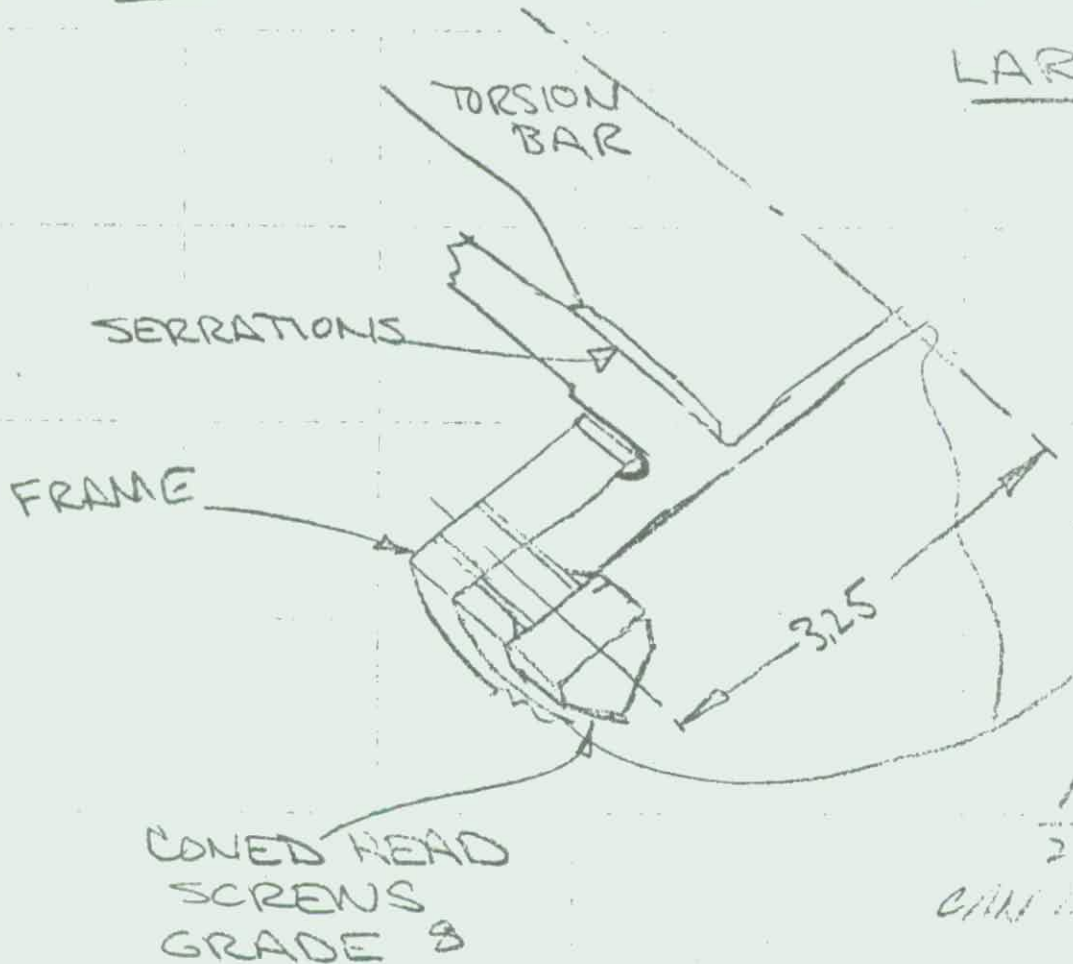 LAR
TORSION
BAR
SERRATIONS
FRAME
3.25
CONED HEAD
SCREWS
GRADE 8